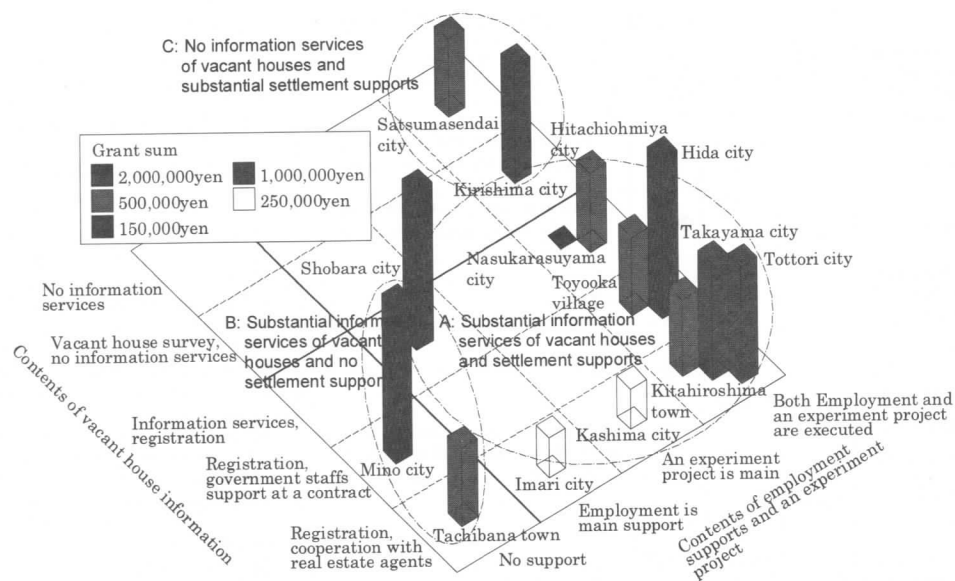 C: No information services
of vacant houses and
substantial settlement supports
Satsumasendai
city
Kirishima city
Hitachiohmiya
city
Hida city
Grant sum
2,000,000yen
1,000,000yen
500,000yen
250,000yen
150,000yen
Takayama city
Tottori city
Nasukarasuyama
city
Toyooka
village
Shobara city
No information
services
Vacant house survey,
no information services
B: Substantial inform
services of vacant
houses and no
settlement support
A: Substantial information
services of vacant houses
and settlement supports
Contents of vacant house information
Kitahiroshima
town
Kashima city
Both Employment and
an experiment project
are executed
Information services,
registration
Registration,
government staffs
support at a contract
Mino city
Imari city
An experiment
project is main
Employment is
main support
Contents of employment
supports and an experiment
project
Registration,
cooperation with
real estate agents
Tachibana town
No support